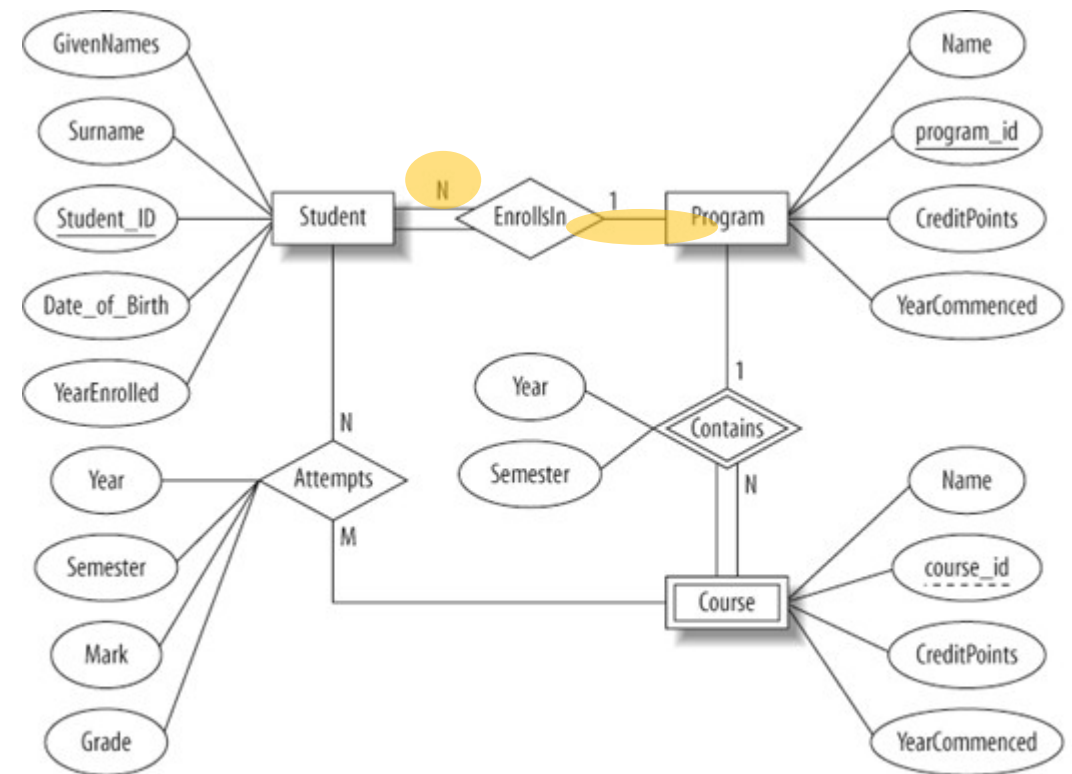 GivenNames
Surname
Student_ID
Date_of_Birth
YearEnrolled
Student
N
EnrollsIn
1
Program
Name
program_id
CreditPoints
YearCommenced
N
Attempts
M
Year
Semester
Mark
Grade
1
Contains
N
Year
Semester
Course
Name
course_id
CreditPoints
YearCommenced